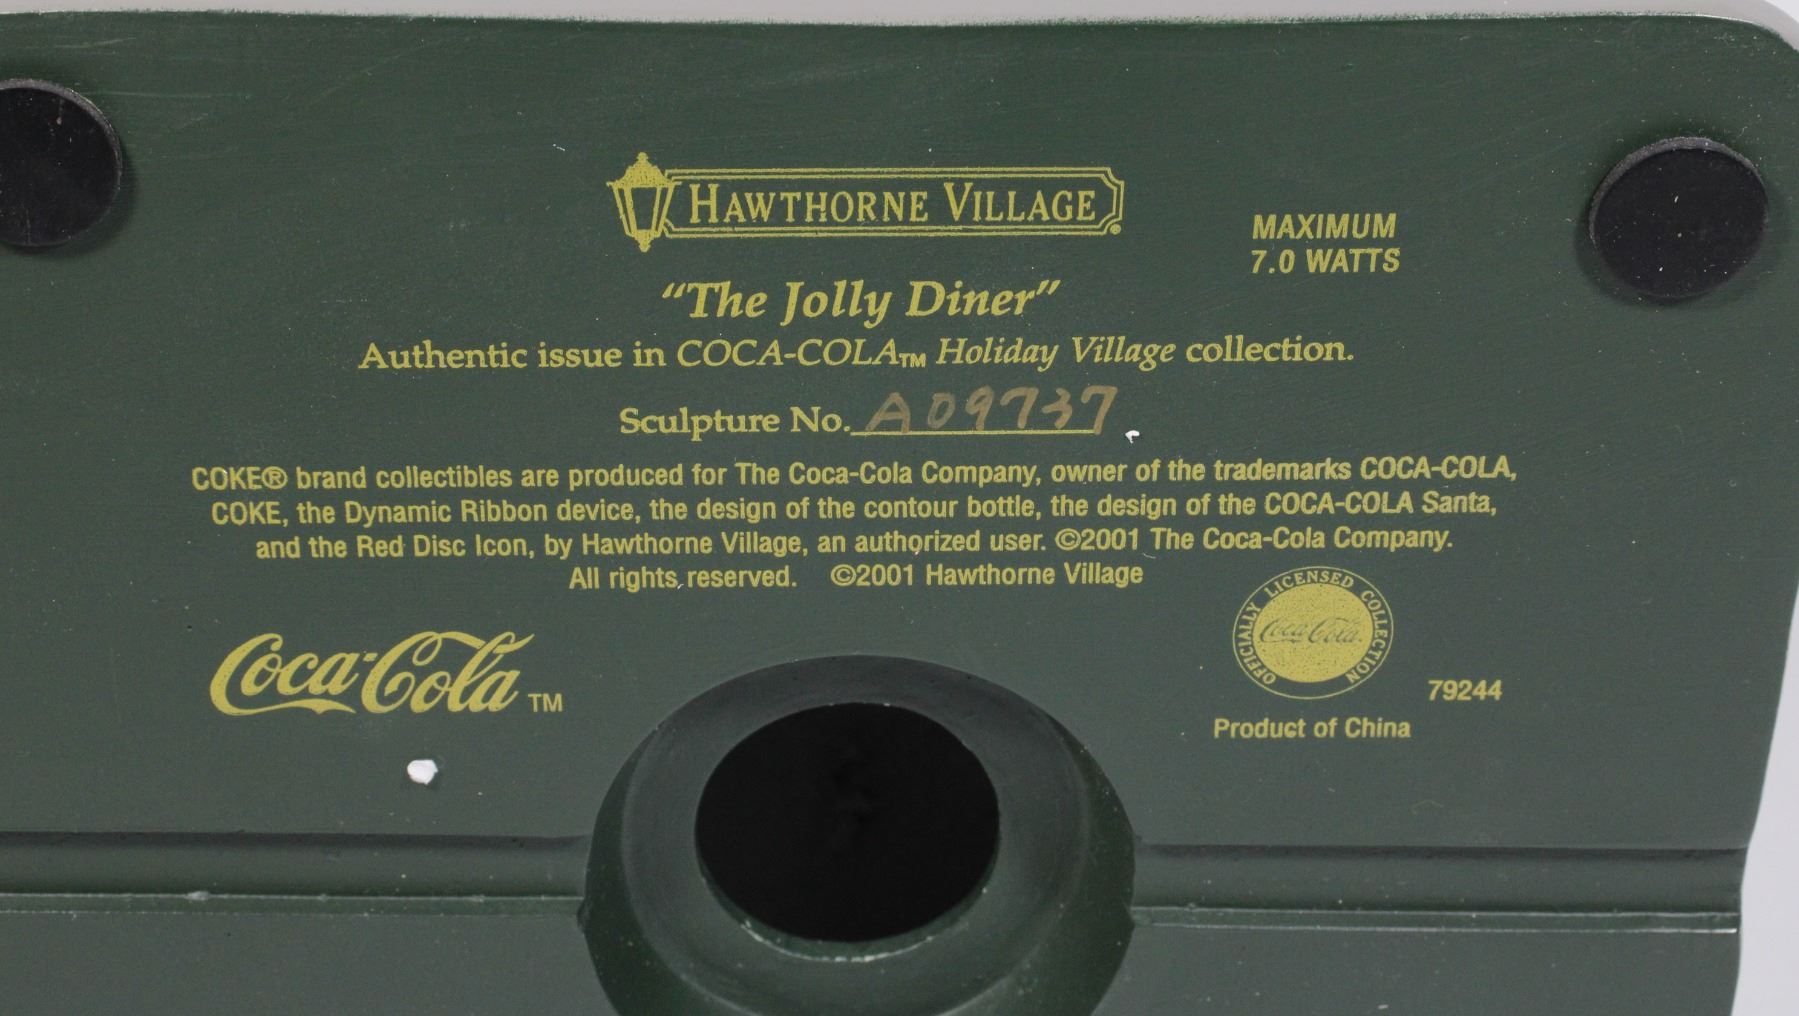 HAWTHORNE VILLAGE®
MAXIMUM
7.0 WATTS
“The Jolly Diner”
Authentic issue in COCA-COLA™ Holiday Village collection.
Sculpture No. A09737
COKE® brand collectibles are produced for The Coca-Cola Company, owner of the trademarks COCA-COLA,
COKE, the Dynamic Ribbon device, the design of the contour bottle, the design of the COCA-COLA Santa,
and the Red Disc Icon, by Hawthorne Village, an authorized user. ©2001 The Coca-Cola Company.
All rights reserved. ©2001 Hawthorne Village
Coca-Cola ™
OFFICIALLY LICENSED COLLECTION
Coca-Cola
79244
Product of China